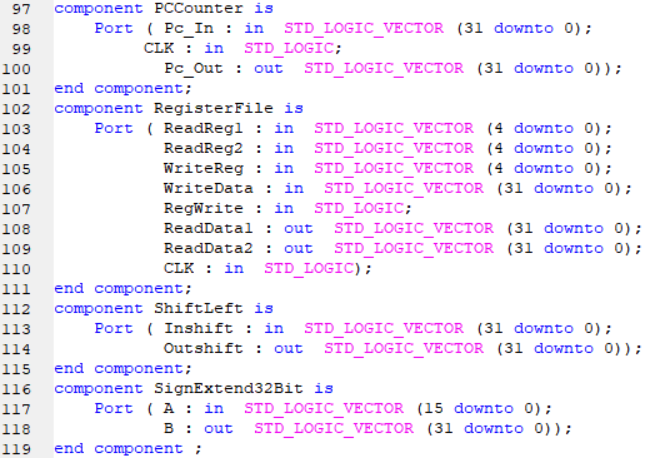 97 component PCCounter is
98 Port ( Pc_In : in STD_LOGIC_VECTOR (31 downto 0);
99 CLK : in STD_LOGIC;
100 Pc_Out : out STD_LOGIC_VECTOR (31 downto 0));
101 end component;
102 component RegisterFile is
103 Port ( ReadReg1 : in STD_LOGIC_VECTOR (4 downto 0);
104 ReadReg2 : in STD_LOGIC_VECTOR (4 downto 0);
105 WriteReg : in STD_LOGIC_VECTOR (4 downto 0);
106 WriteData : in STD_LOGIC_VECTOR (31 downto 0);
107 RegWrite : in STD_LOGIC;
108 ReadData1 : out STD_LOGIC_VECTOR (31 downto 0);
109 ReadData2 : out STD_LOGIC_VECTOR (31 downto 0);
110 CLK : in STD_LOGIC);
111 end component;
112 component ShiftLeft is
113 Port ( Inshift : in STD_LOGIC_VECTOR (31 downto 0);
114 Outshift : out STD_LOGIC_VECTOR (31 downto 0));
115 end component;
116 component SignExtend32Bit is
117 Port ( A : in STD_LOGIC_VECTOR (15 downto 0);
118 B : out STD_LOGIC_VECTOR (31 downto 0));
119 end component ;